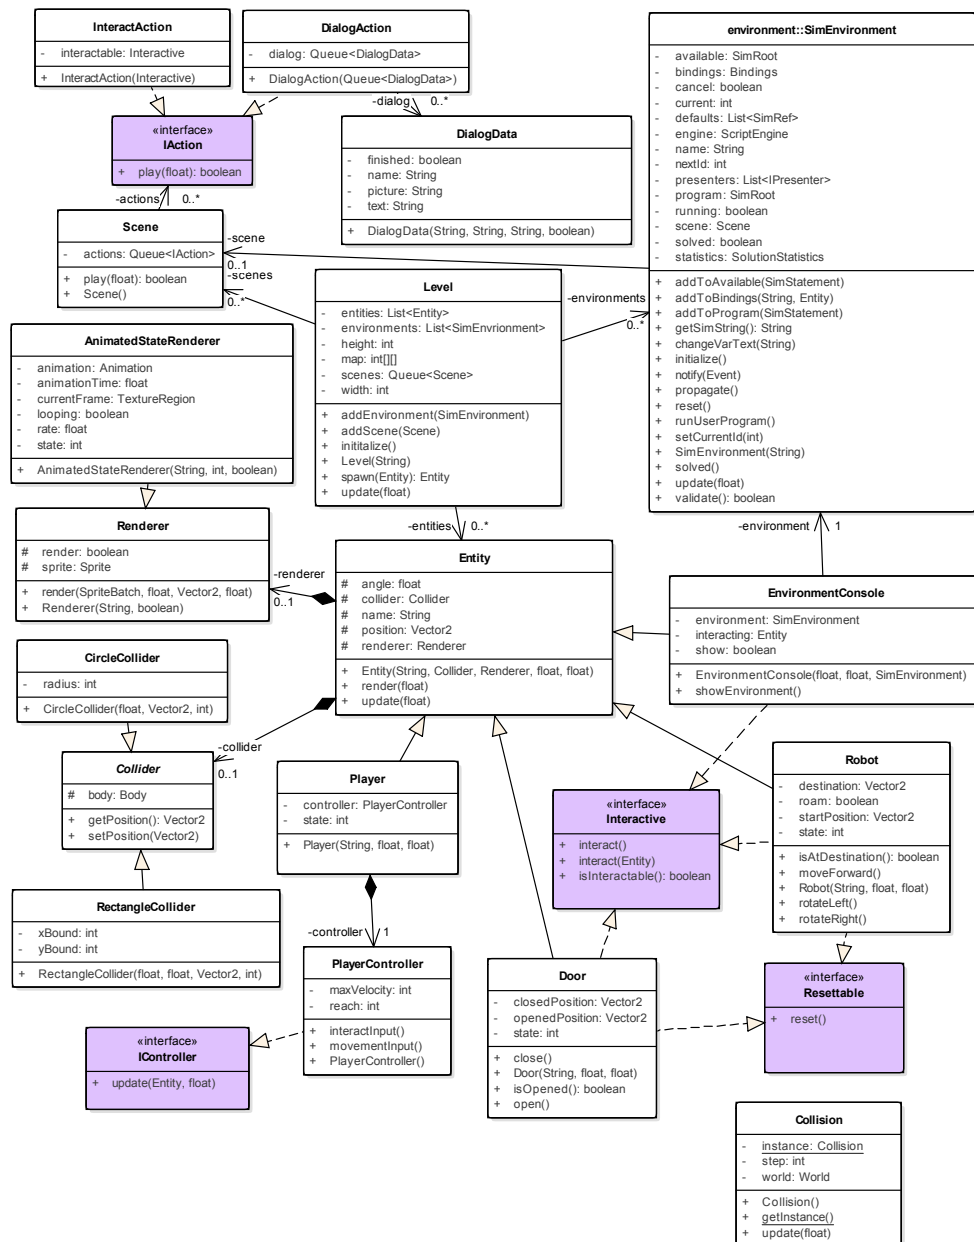 InteractAction
- interactable: Interactive
+ InteractAction(Interactive)
DialogAction
- dialog: Queue<DialogData>
+ DialogAction(Queue<DialogData>)
-dialog 0..*
«interface»
IAction
+ play(float): boolean
-actions 0..*
DialogData
- finished: boolean
- name: String
- picture: String
- text: String
+ DialogData(String, String, String, boolean)
environment::SimEnvironment
- available: SimRoot
- bindings: Bindings
- cancel: boolean
- current: int
- defaults: List<SimRef>
- engine: ScriptEngine
- name: String
- nextId: int
- presenters: List<IPresenter>
- program: SimRoot
- running: boolean
- scene: Scene
- solved: boolean
- statistics: SolutionStatistics
+ addToAvailable(SimStatement)
+ addToBindings(String, Entity)
+ addToProgram(SimStatement)
+ getSimString(): String
+ changeVarText(String)
+ initialize()
+ notify(Event)
+ propagate()
+ reset()
+ runUserProgram()
+ setCurrentId(int)
+ SimEnvironment(String)
+ solved()
+ update(float)
+ validate(): boolean
Scene
- actions: Queue<IAction>
+ play(float): boolean
+ Scene()
-scene
0..1
-scenes
0..*
Level
- entities: List<Entity>
- environments: List<SimEnvrionment>
- height: int
- map: int[][]
- scenes: Queue<Scene>
- width: int
+ addEnvironment(SimEnvironment)
+ addScene(Scene)
+ inititalize()
+ Level(String)
+ spawn(Entity): Entity
+ update(float)
-environments
0..*
AnimatedStateRenderer
- animation: Animation
- animationTime: float
- currentFrame: TextureRegion
- looping: boolean
- rate: float
- state: int
+ AnimatedStateRenderer(String, int, boolean)
-entities 0..*
-environment 1
Renderer
# render: boolean
# sprite: Sprite
+ render(SpriteBatch, float, Vector2, float)
+ Renderer(String, boolean)
-renderer
0..1
Entity
# angle: float
# collider: Collider
# name: String
# position: Vector2
# renderer: Renderer
+ Entity(String, Collider, Renderer, float, float)
+ render(float)
+ update(float)
EnvironmentConsole
- environment: SimEnvironment
- interacting: Entity
- show: boolean
+ EnvironmentConsole(float, float, SimEnvironment)
+ showEnvironment()
CircleCollider
- radius: int
+ CircleCollider(float, Vector2, int)
-collider
0..1
Collider
# body: Body
+ getPosition(): Vector2
+ setPosition(Vector2)
Player
- controller: PlayerController
- state: int
+ Player(String, float, float)
«interface»
Interactive
+ interact()
+ interact(Entity)
+ isInteractable(): boolean
Robot
- destination: Vector2
- roam: boolean
- startPosition: Vector2
- state: int
+ isAtDestination(): boolean
+ moveForward()
+ Robot(String, float, float)
+ rotateLeft()
+ rotateRight()
RectangleCollider
- xBound: int
- yBound: int
+ RectangleCollider(float, float, Vector2, int)
-controller 1
PlayerController
- maxVelocity: int
- reach: int
+ interactInput()
+ movementInput()
+ PlayerController()
«interface»
IController
+ update(Entity, float)
Door
- closedPosition: Vector2
- openedPosition: Vector2
- state: int
+ close()
+ Door(String, float, float)
+ isOpened(): boolean
+ open()
«interface»
Resettable
+ reset()
Collision
- instance: Collision
- step: int
- world: World
+ Collision()
+ getInstance()
+ update(float)